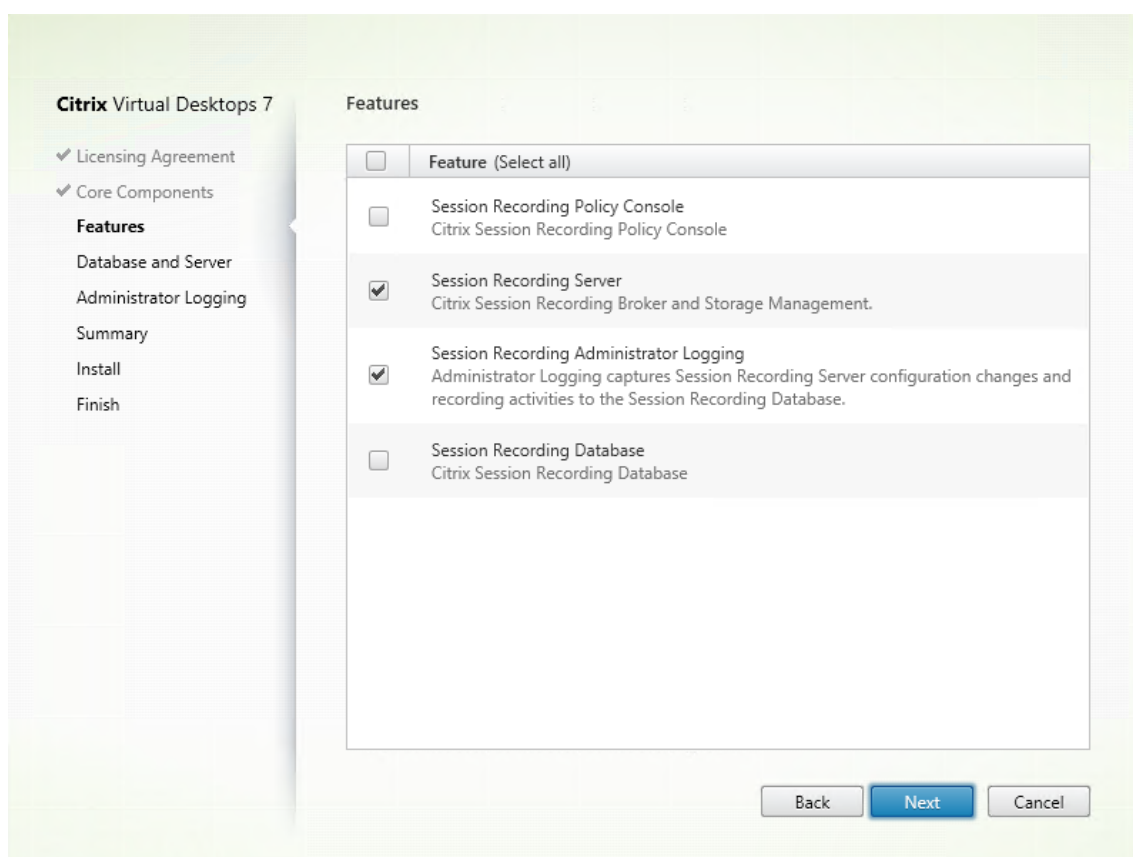 Citrix Virtual Desktops 7
Licensing Agreement
Core Components
Features
Database and Server
Administrator Logging
Summary
Install
Finish
Features
Feature (Select all)
Session Recording Policy Console
Citrix Session Recording Policy Console
Session Recording Server
Citrix Session Recording Broker and Storage Management.
Session Recording Administrator Logging
Administrator Logging captures Session Recording Server configuration changes and
recording activities to the Session Recording Database.
Session Recording Database
Citrix Session Recording Database
Back
Next
Cancel